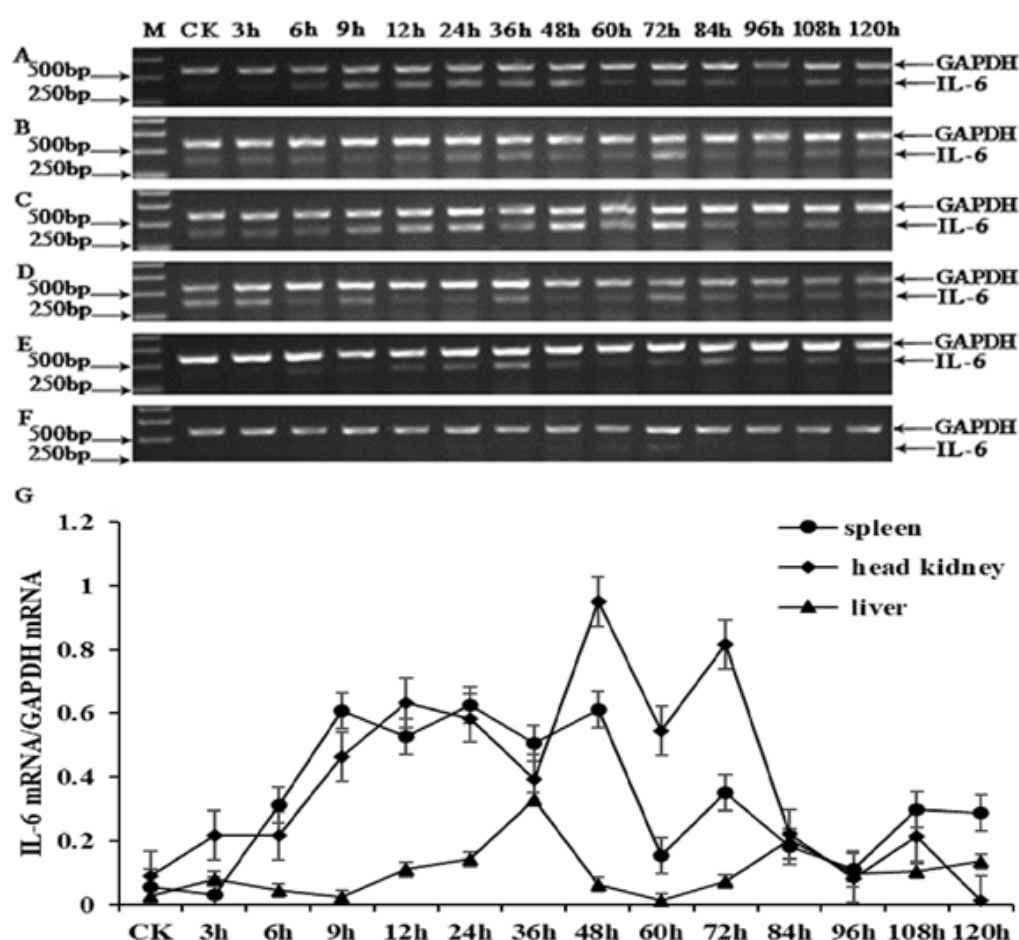 M CK 3h 6h 9h 12h 24h 36h 48h 60h 72h 84h 96h 108h 120h
A
500bp
250bp
GAPDH
IL-6
B
500bp
250bp
GAPDH
IL-6
C
500bp
250bp
GAPDH
IL-6
D
500bp
250bp
GAPDH
IL-6
E
500bp
250bp
GAPDH
IL-6
F
500bp
250bp
GAPDH
IL-6
G
IL-6 mRNA/GAPDH mRNA
1.2
1
0.8
0.6
0.4
0.2
0
spleen
head kidney
liver
CK 3h 6h 9h 12h 24h 36h 48h 60h 72h 84h 96h 108h 120h